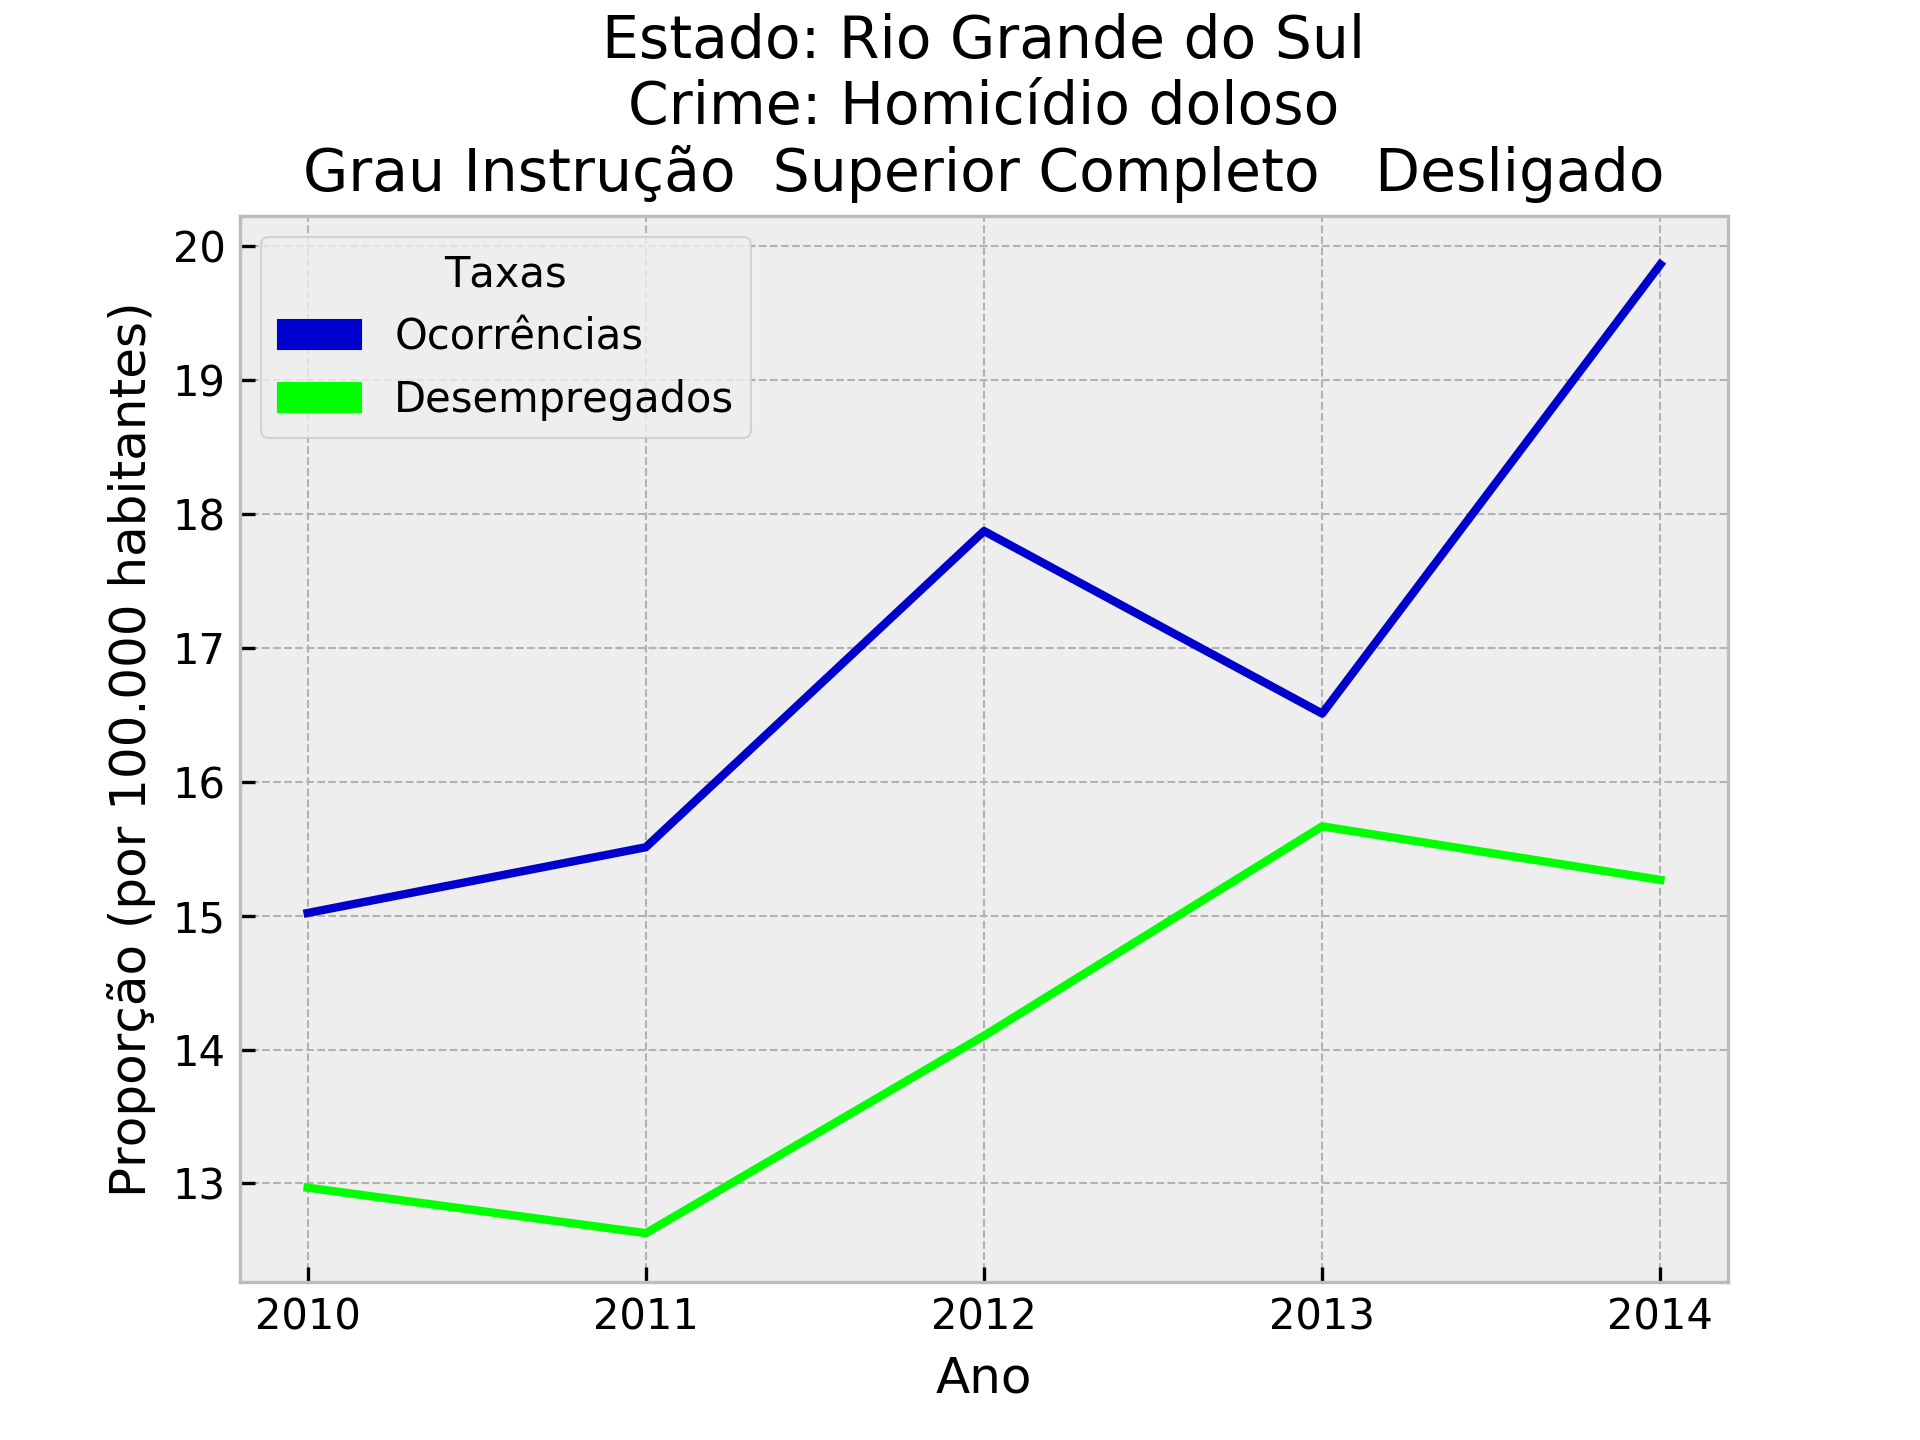 Estado: Rio Grande do Sul
Crime: Homicídio doloso
Grau Instrução  Superior Completo   Desligado
Proporção (por 100.000 habitantes)
20
19
18
17
16
15
14
13
Taxas
Ocorrências
Desempregados
2010 2011 2012 2013 2014
Ano